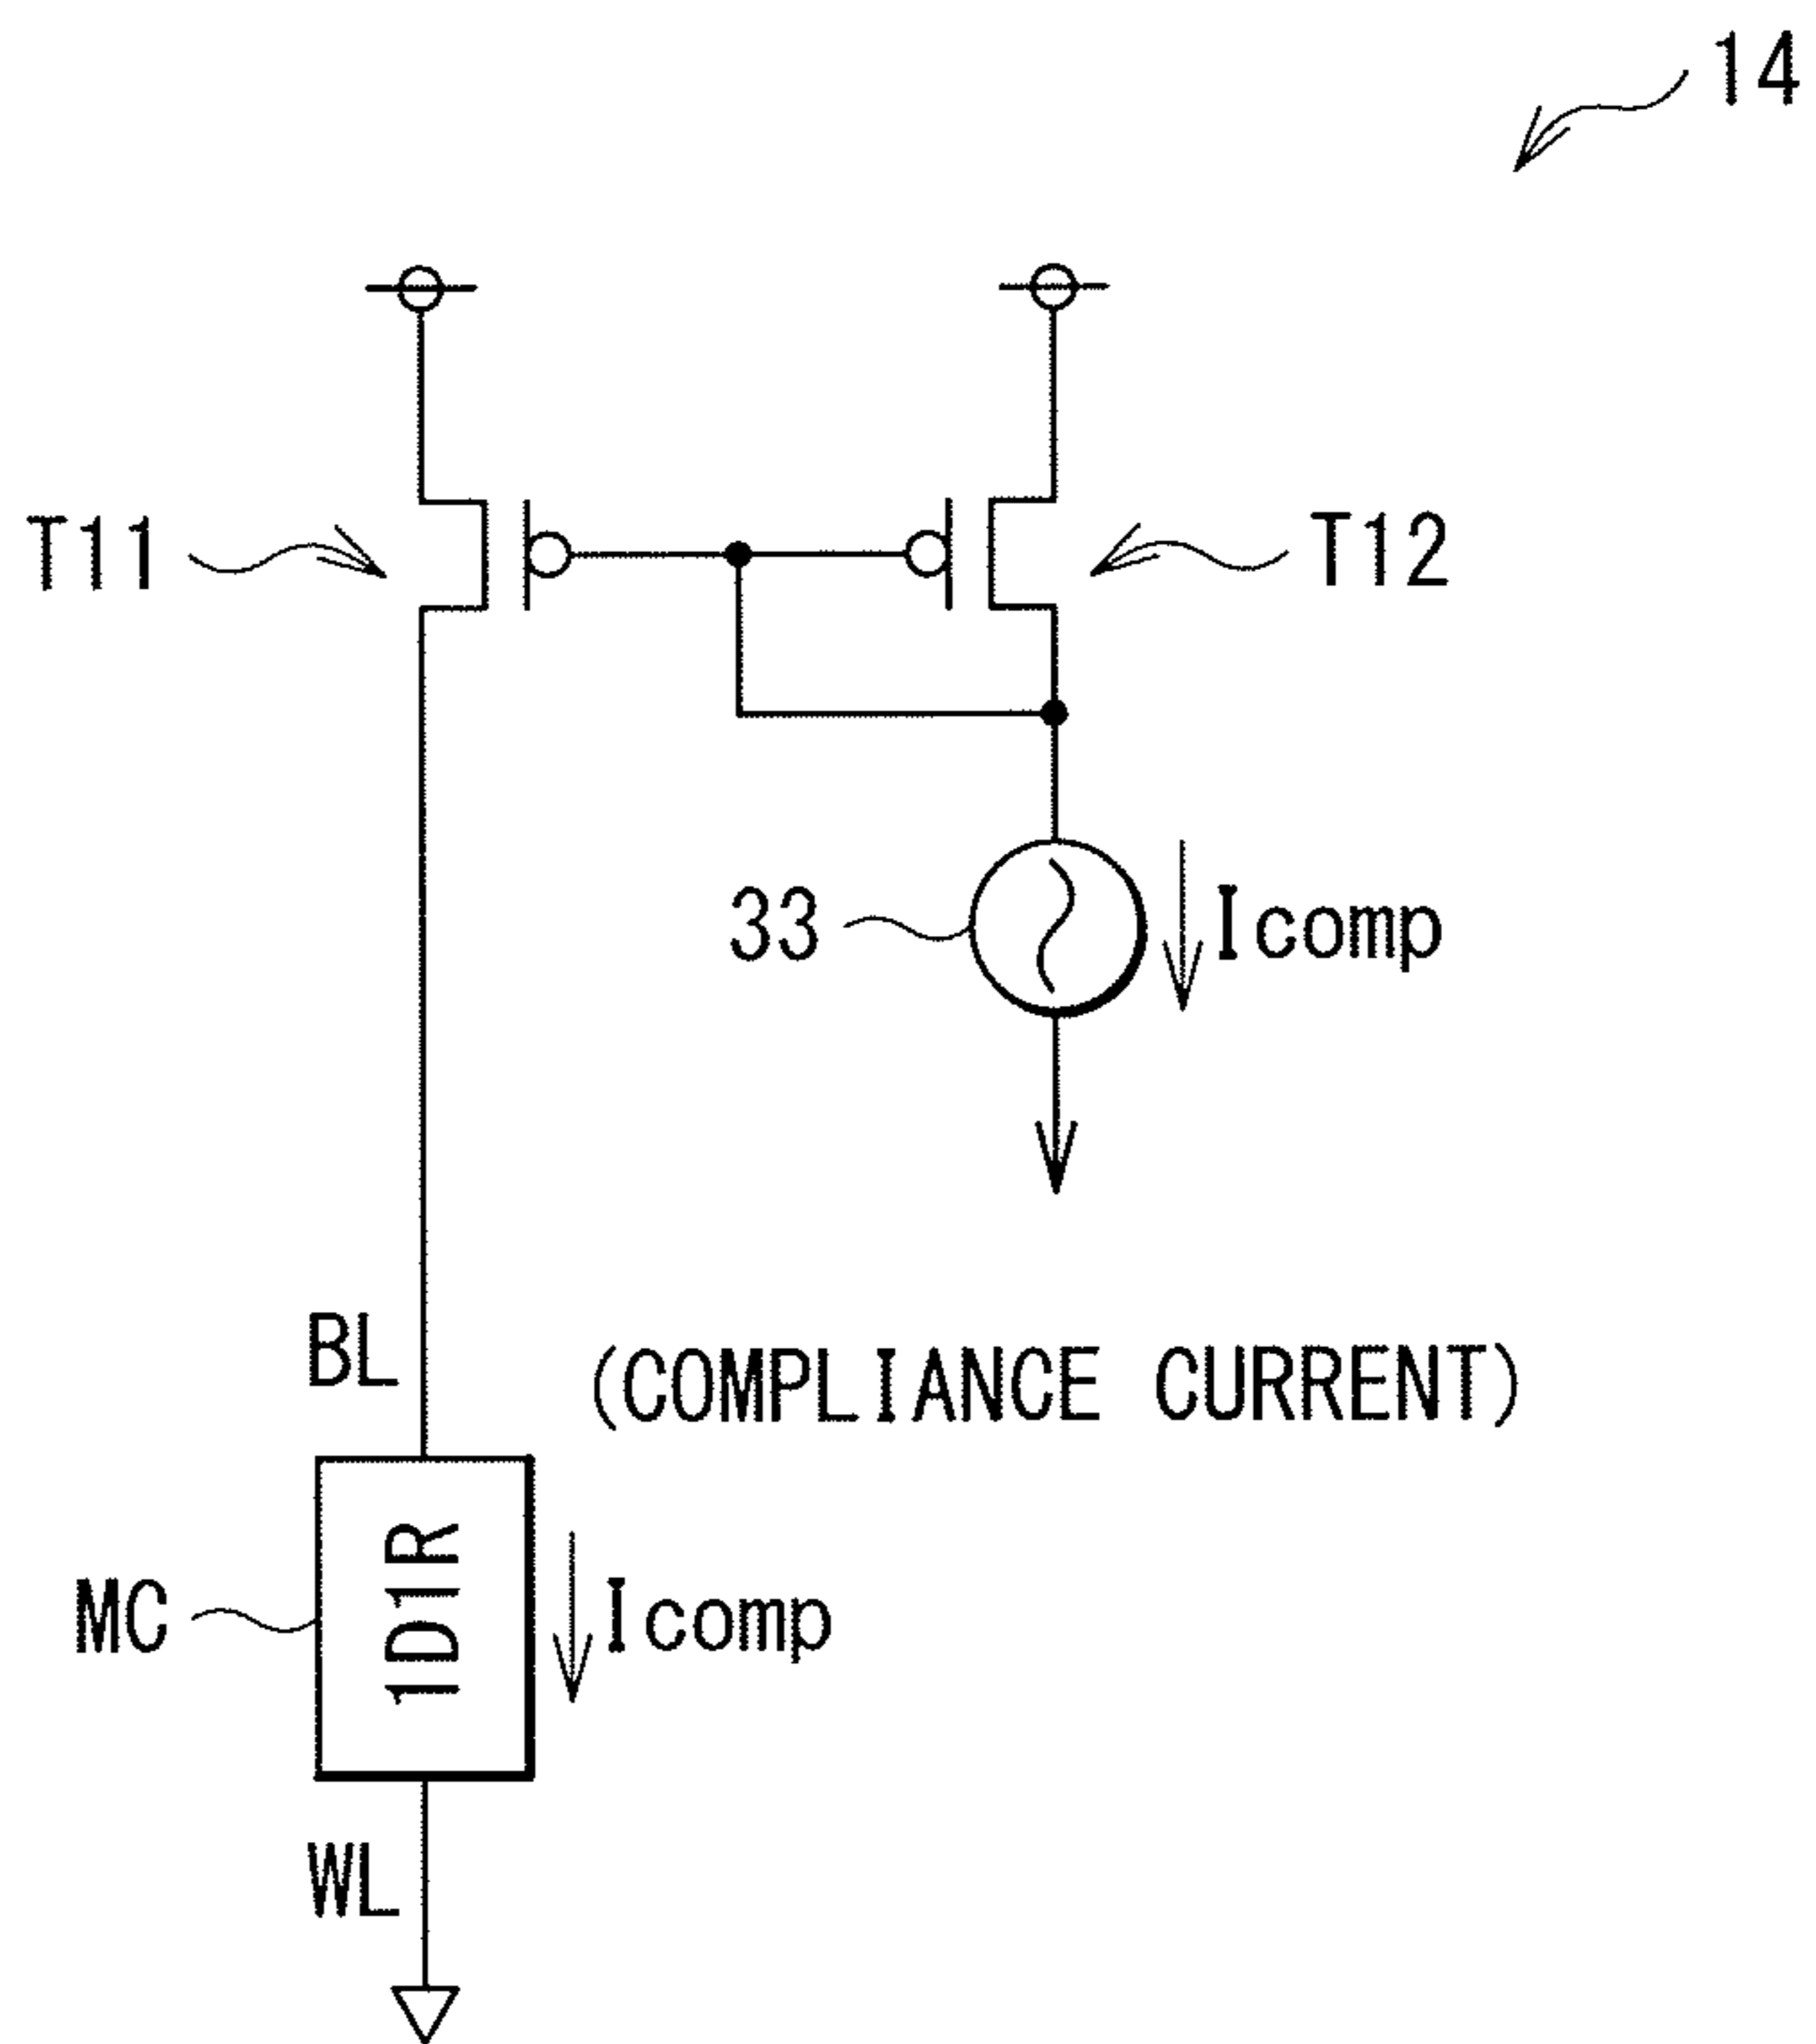 14
T11
T12
33
Icomp
BL
(COMPLIANCE CURRENT)
MC
1D1R
Icomp
WL